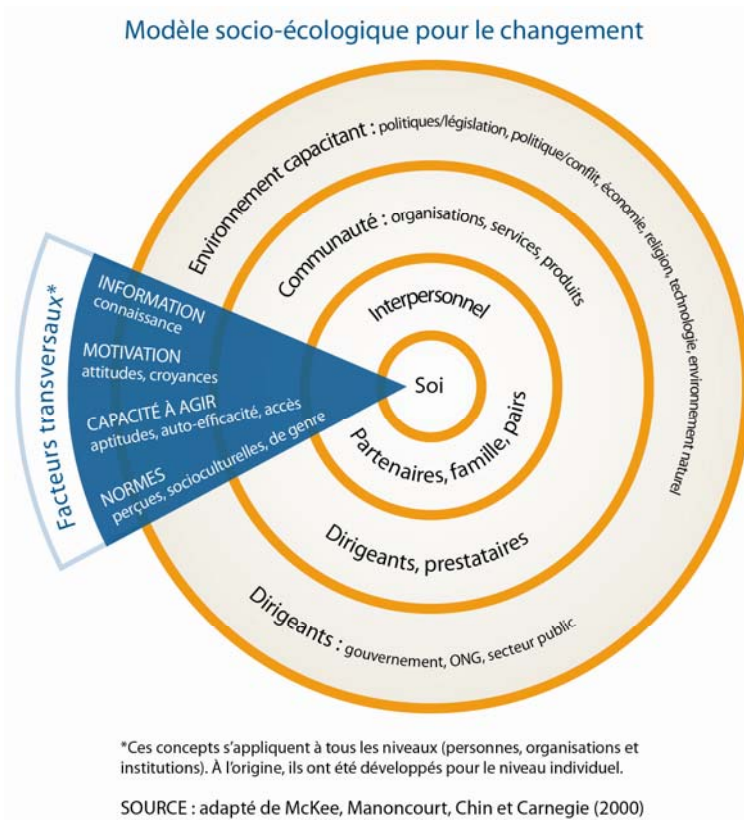 Modèle socio-écologique pour le changement
Environnement capacitant : politiques/législation, politique/conflit, économie, religion, technologie, environnement naturel
Communauté : organisations, services, produits
Interpersonnel
Soi
Partenaires, famille, pairs
Dirigeants, prestataires
Dirigeants : gouvernement, ONG, secteur public.
Facteurs transversaux*
INFORMATION
connaissance
MOTIVATION
attitudes, croyances
CAPACITÉ À AGIR
aptitudes, auto-efficacité, accès
NORMES
perçues, socioculturelles, de genre
*Ces concepts s’appliquent à tous les niveaux (personnes, organisations et
institutions). À l’origine, ils ont été développés pour le niveau individuel.
SOURCE : adapté de McKee, Manoncourt, Chin et Carnegie (2000)